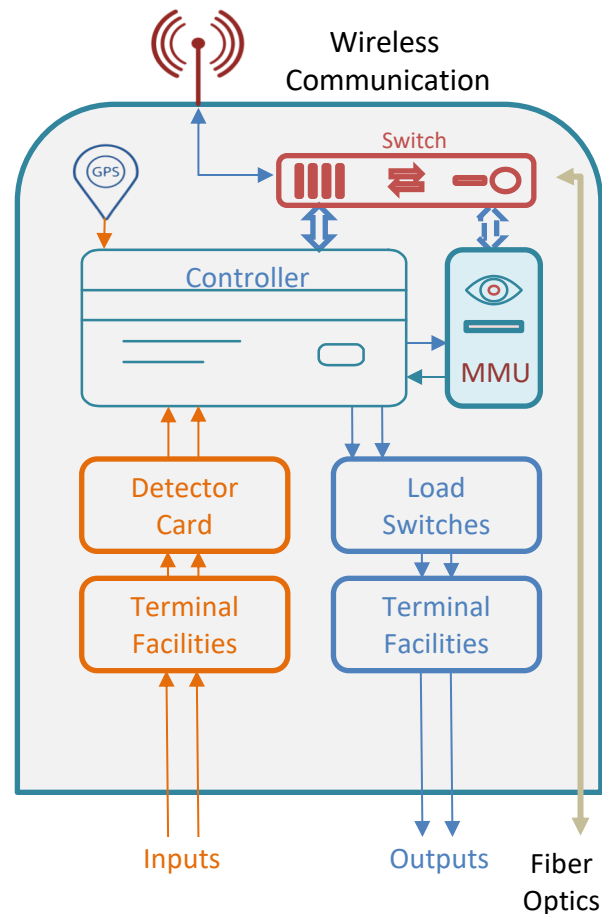 Wireless
Communication
Switch
GPS
Controller
MMU
Detector
Card
Load
Switches
Terminal
Facilities
Terminal
Facilities
Inputs
Outputs
Fiber
Optics